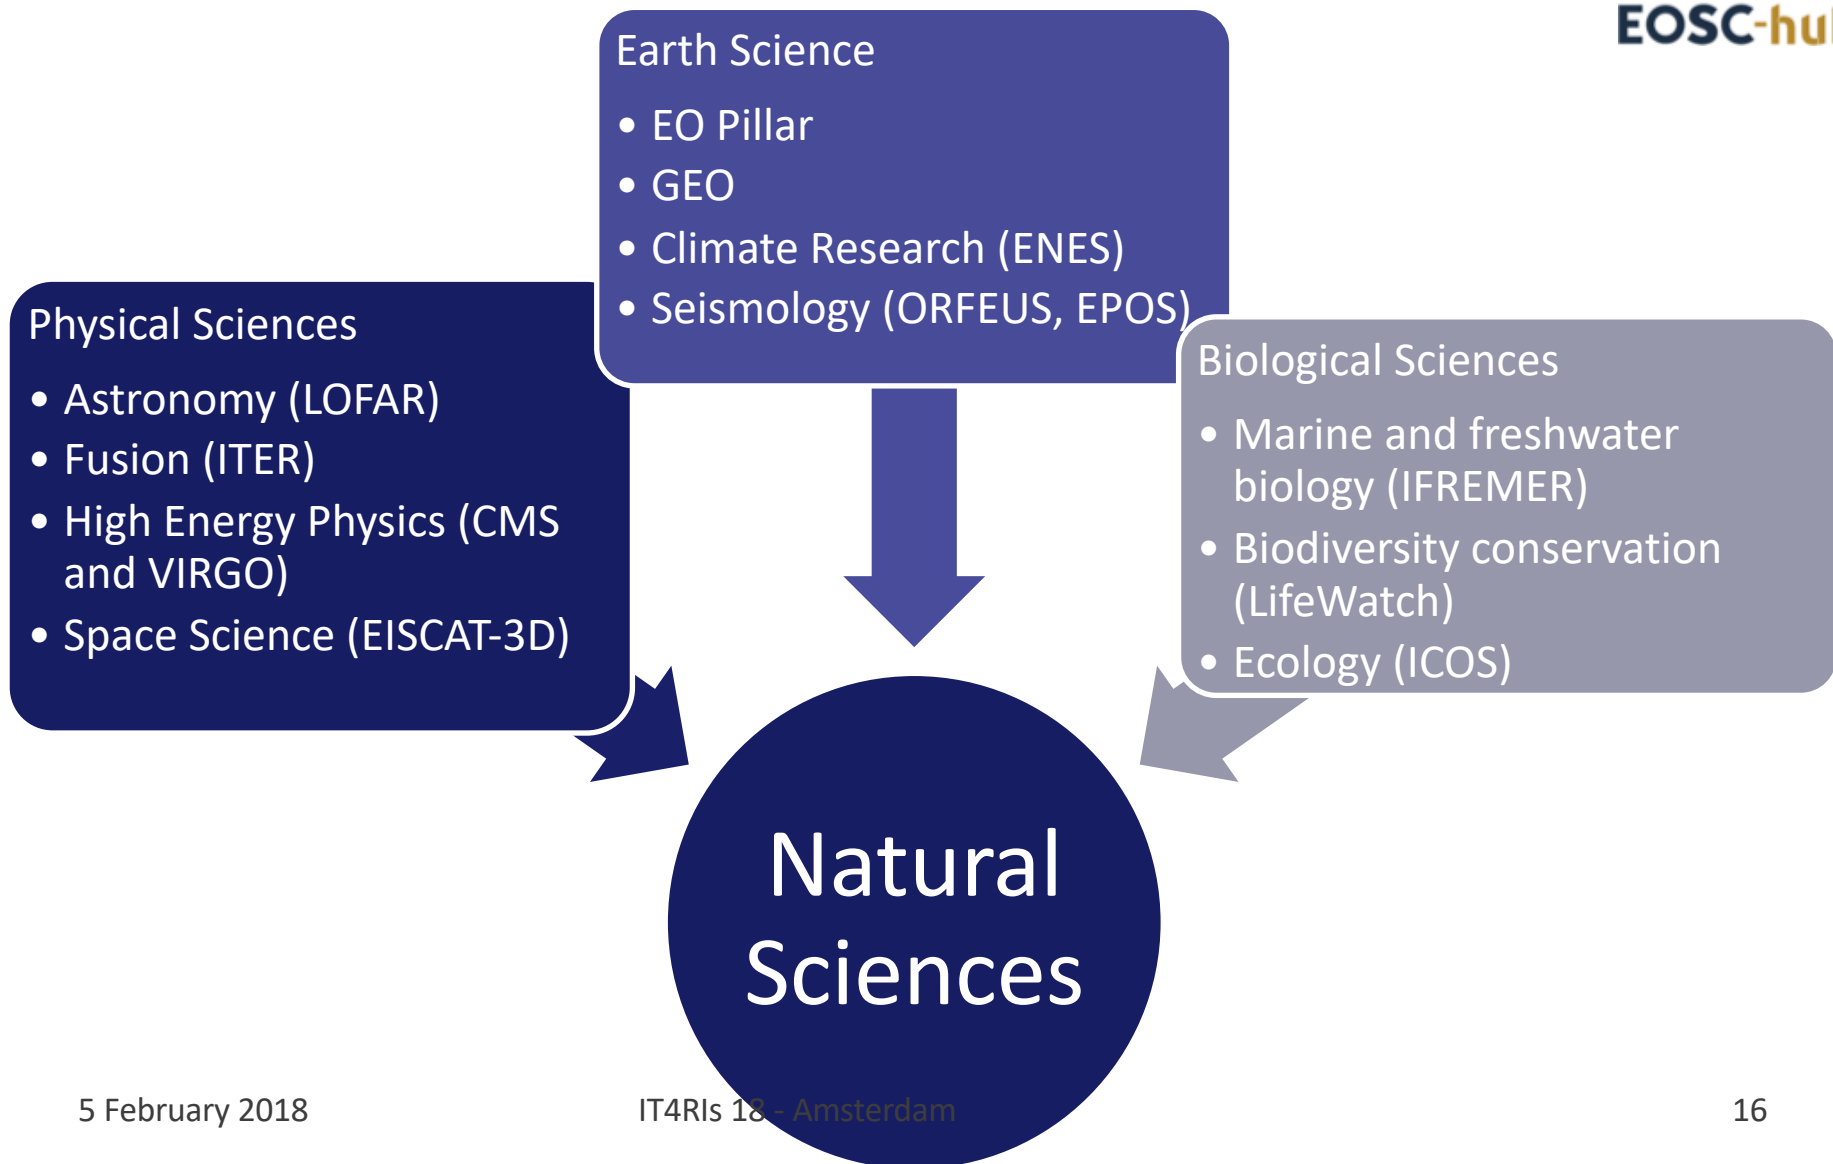 EOSC-hu
Earth Science
• EO Pillar
• GEO
• Climate Research (ENES)
• Seismology (ORFEUS, EPOS)
Physical Sciences
• Astronomy (LOFAR)
• Fusion (ITER)
• High Energy Physics (CMS
and VIRGO)
• Space Science (EISCAT-3D)
Biological Sciences
• Marine and freshwater
biology (IFREMER)
• Biodiversity conservation
(LifeWatch)
• Ecology (ICOS)
Natural
Sciences
5 February 2018
IT4RIs 18 - Amsterdam
16